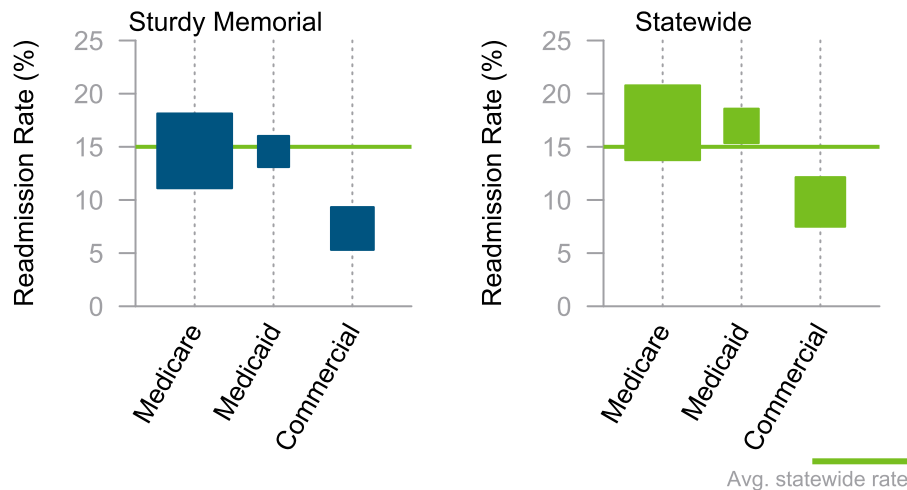 Sturdy Memorial
Readmission Rate (%)
25
20
15
10
5
0
Medicare
Medicaid
Commercial
Statewide
Readmission Rate (%)
25
20
15
10
5
0
Medicare
Medicaid
Commercial
Avg. statewide rate